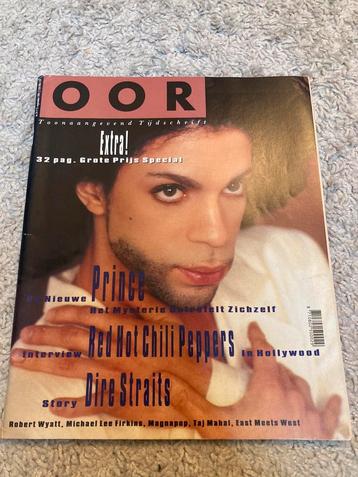 OOR
Toonaangevend Tijdschrift
Extra!
32 pag. Grote Prijs Special
De Nieuwe Prince
Het Mysterie Ontrafelt Zichzelf
Interview Red Hot Chili Peppers in Hollywood
Story Dire Straits
Robert Wyatt, Michael Lee Firkins, Magnapop, Taj Mahal, East Meets West